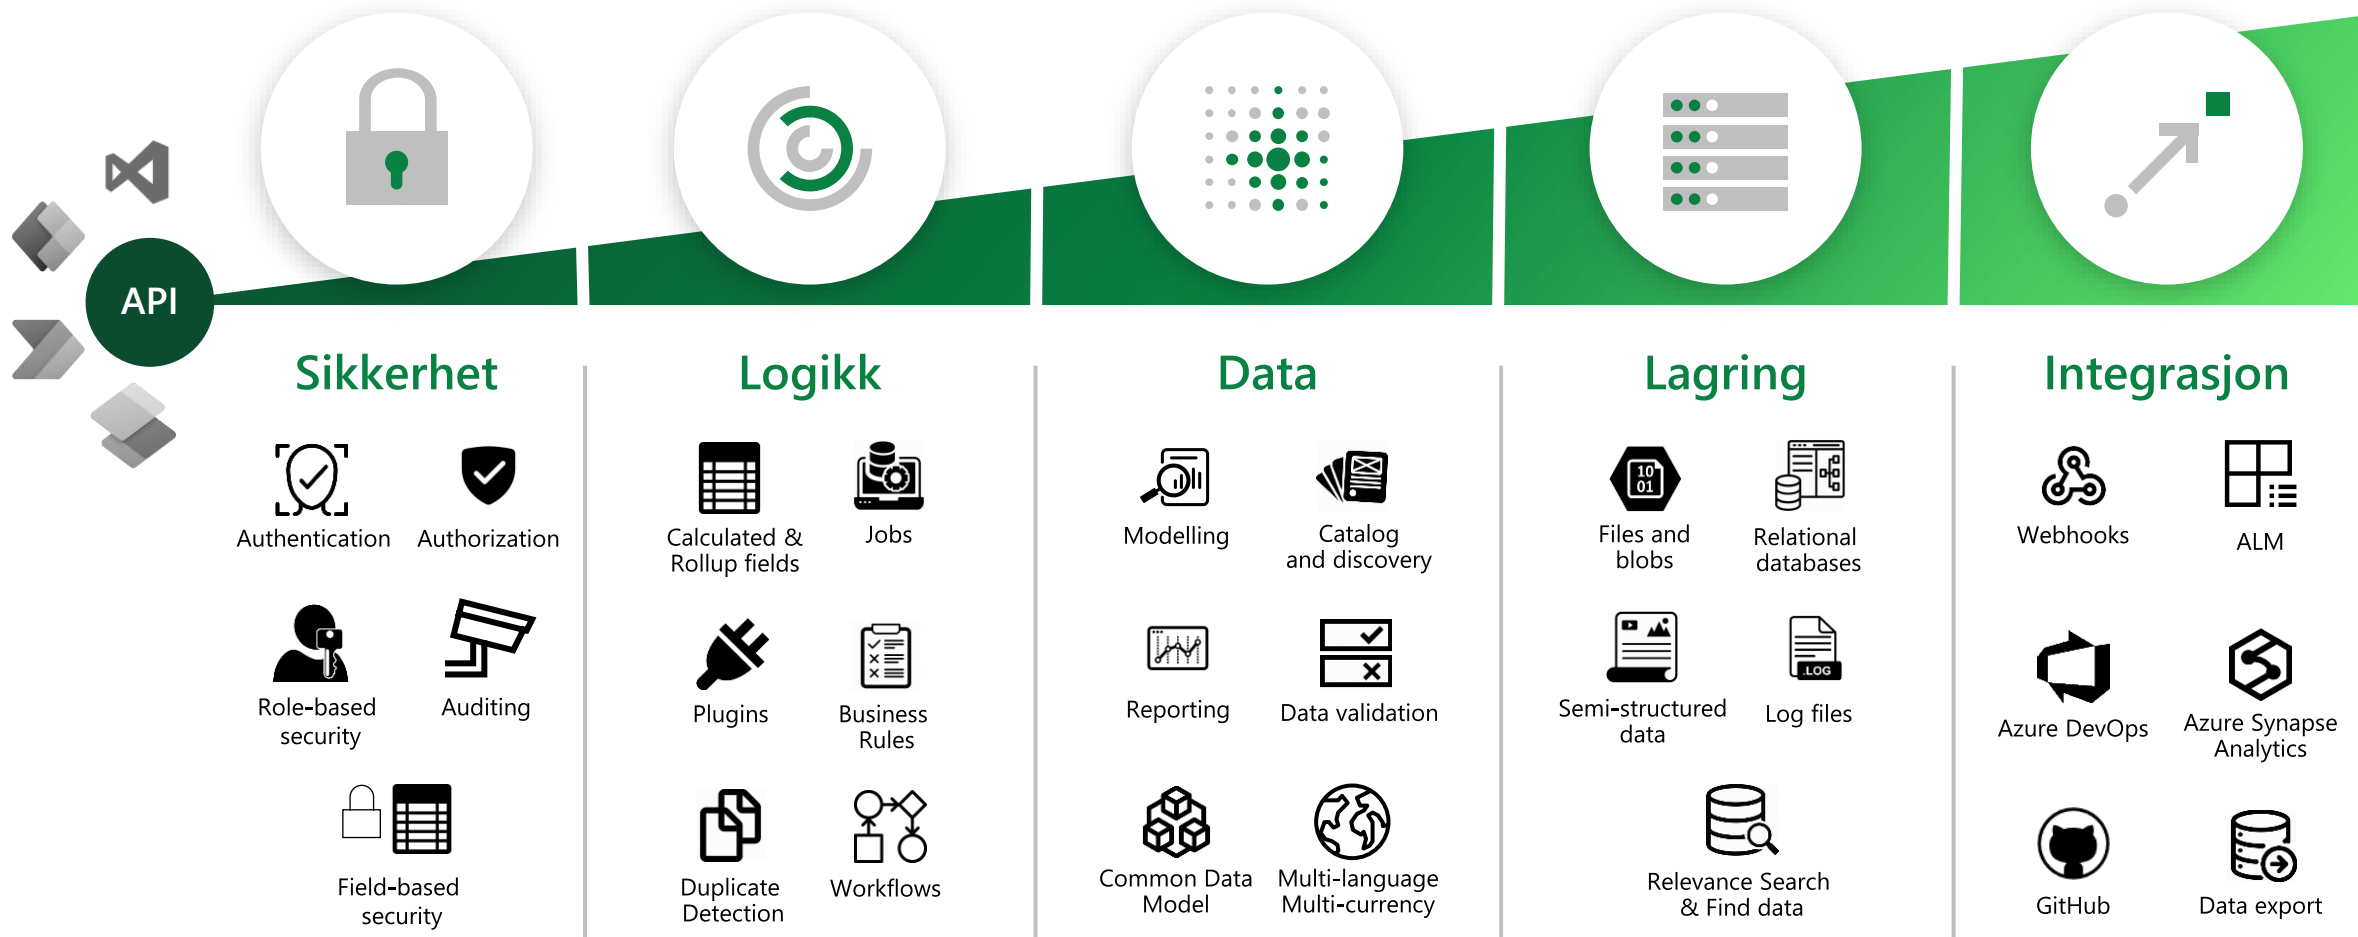 API
Sikkerhet
Authentication
Authorization
Role-based
security
Auditing
Field-based
security
Logikk
Calculated &
Rollup fields
Jobs
Plugins
Business
Rules
Duplicate
Detection
Workflows
Data
Modelling
Catalog
and discovery
Reporting
Data validation
Common Data
Model
Multi-language
Multi-currency
Lagring
10
01
Files and
blobs
Relational
databases
Semi-structured
data
.LOG
Log files
Relevance Search
& Find data
Integrasjon
Webhooks
ALM
Azure DevOps
Azure Synapse
Analytics
GitHub
Data export